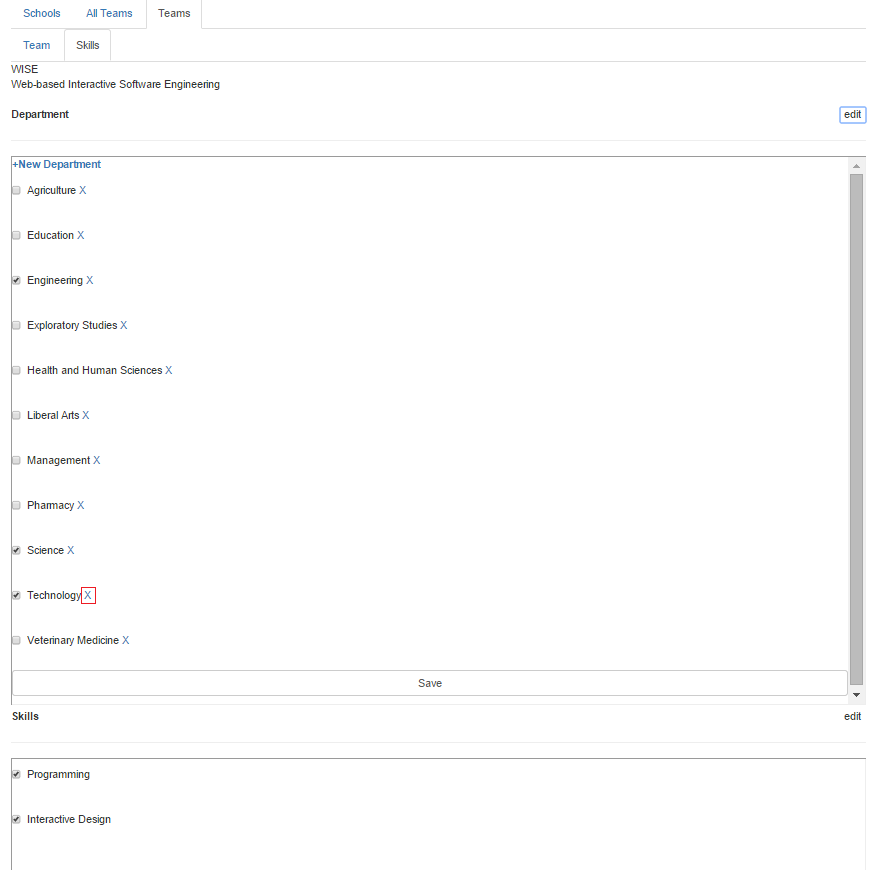 Schools All Teams Teams
Team Skills
WISE
Web-based Interactive Software Engineering
Department edit
+New Department
Agriculture X
Education X
Engineering X
Exploratory Studies X
Health and Human Sciences X
Liberal Arts X
Management X
Pharmacy X
Science X
Technology X
Veterinary Medicine X
Save
Skills edit
Programming
Interactive Design